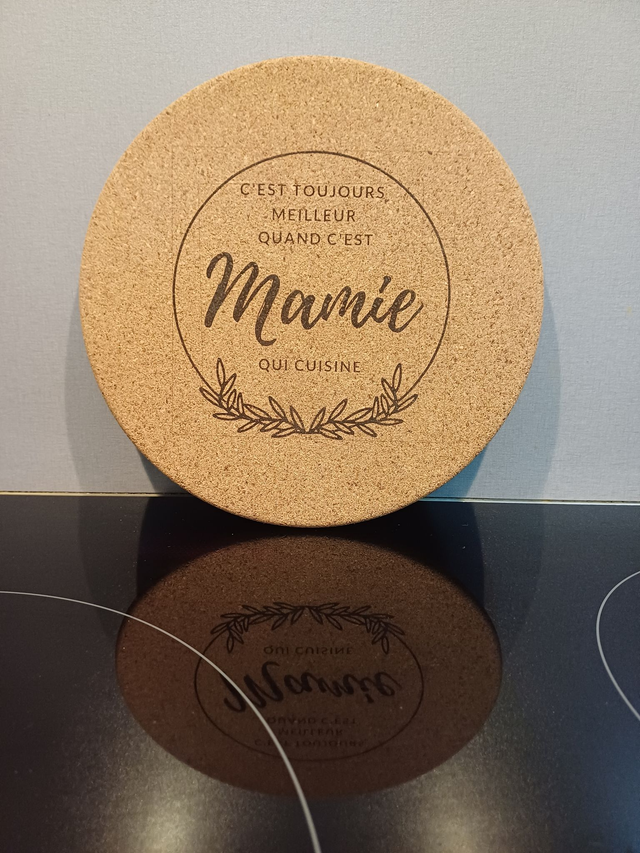 C'EST TOUJOURS
MEILLEUR
QUAND C'EST
Mamie
QUI CUISINE